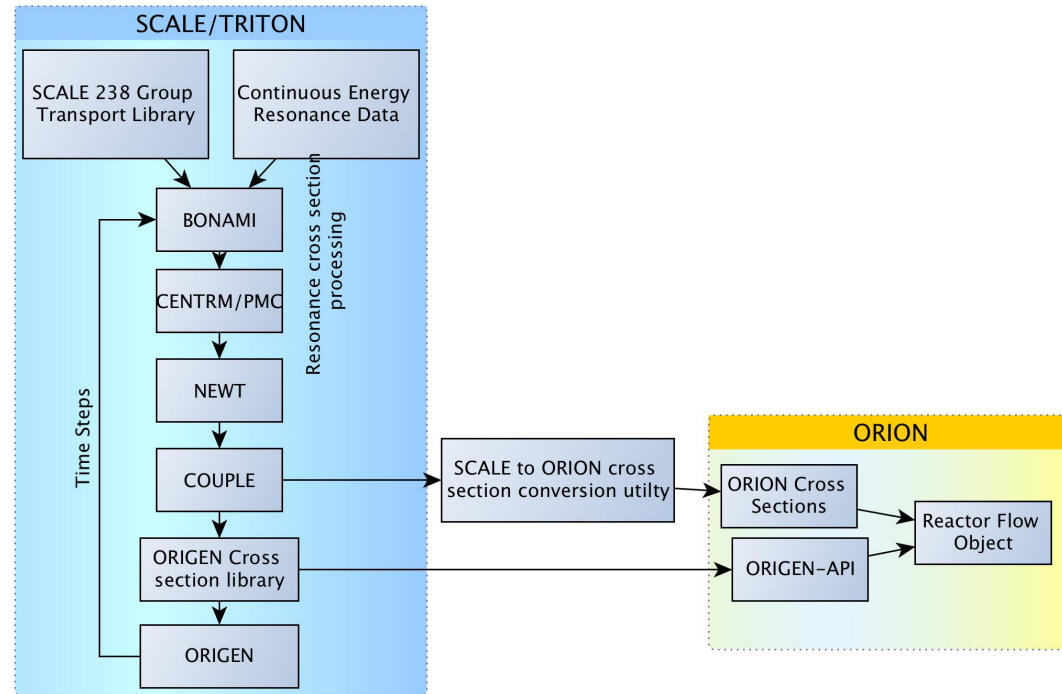 SCALE/TRITON
SCALE 238 Group
Transport Library
Continuous Energy
Resonance Data
Resonance cross section
processing
BONAMI
CENTRM/PMC
NEWT
Time Steps
COUPLE
ORIGEN Cross
section library
ORIGEN
SCALE to ORION cross
section conversion utilty
ORION
ORION Cross
Sections
ORIGEN-API
Reactor Flow
Object